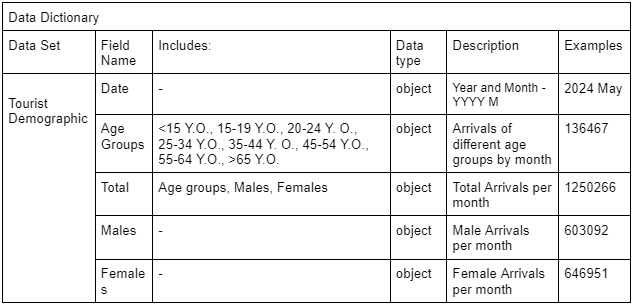 Data Dictionary
Data Set
Field
Name
Includes:
Data
type
Description
Examples
Tourist
Demographic
Date
-
object
Year and Month -
YYYY M
2024 May
Age
Groups
<15 Y.O., 15-19 Y.O., 20-24 Y. O.,
25-34 Y.O., 35-44 Y. O., 45-54 Y.O.,
55-64 Y.O., >65 Y.O.
object
Arrivals of
different age
groups by month
136467
Total
Age groups, Males, Females
object
Total Arrivals per
month
1250266
Males
-
object
Male Arrivals
per month
603092
Female
s
-
object
Female Arrivals
per month
646951